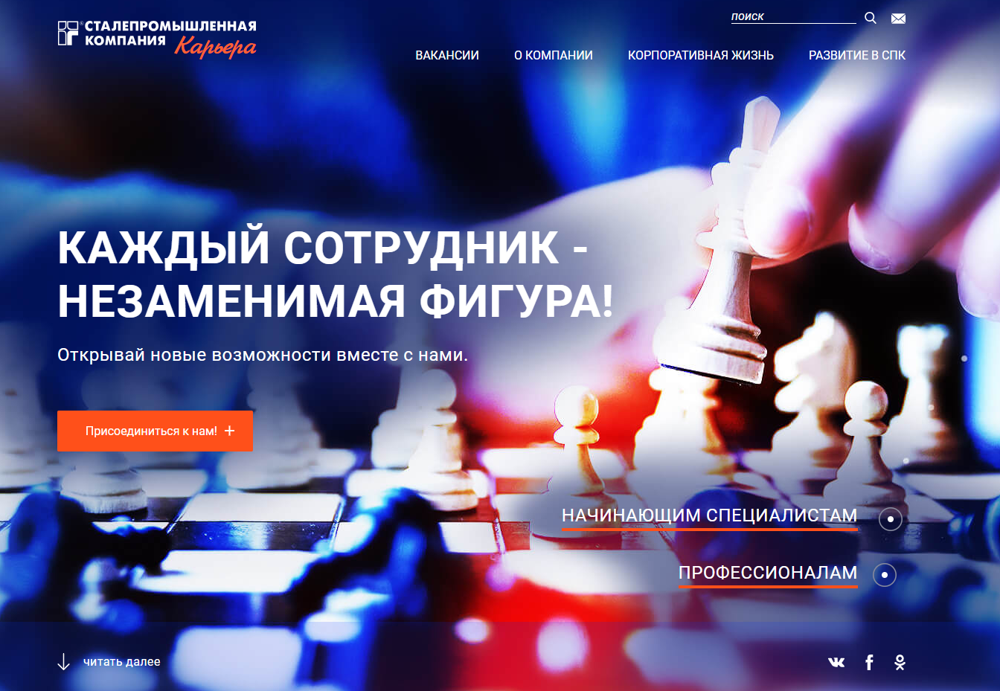 СТАЛЕПРОМЫШЛЕННАЯ
КОМПАНИЯ Карьера
ПОИСК
ВАКАНСИИ О КОМПАНИИ КОРПОРАТИВНАЯ ЖИЗНЬ РАЗВИТИЕ В СПК
КАЖДЫЙ СОТРУДНИК -
НЕЗАМЕНИМАЯ ФИГУРА!
Открывай новые возможности вместе с нами.
Присоединиться к нам! +
НАЧИНАЮЩИМ СПЕЦИАЛИСТАМ
ПРОФЕССИОНАЛАМ
читать далее